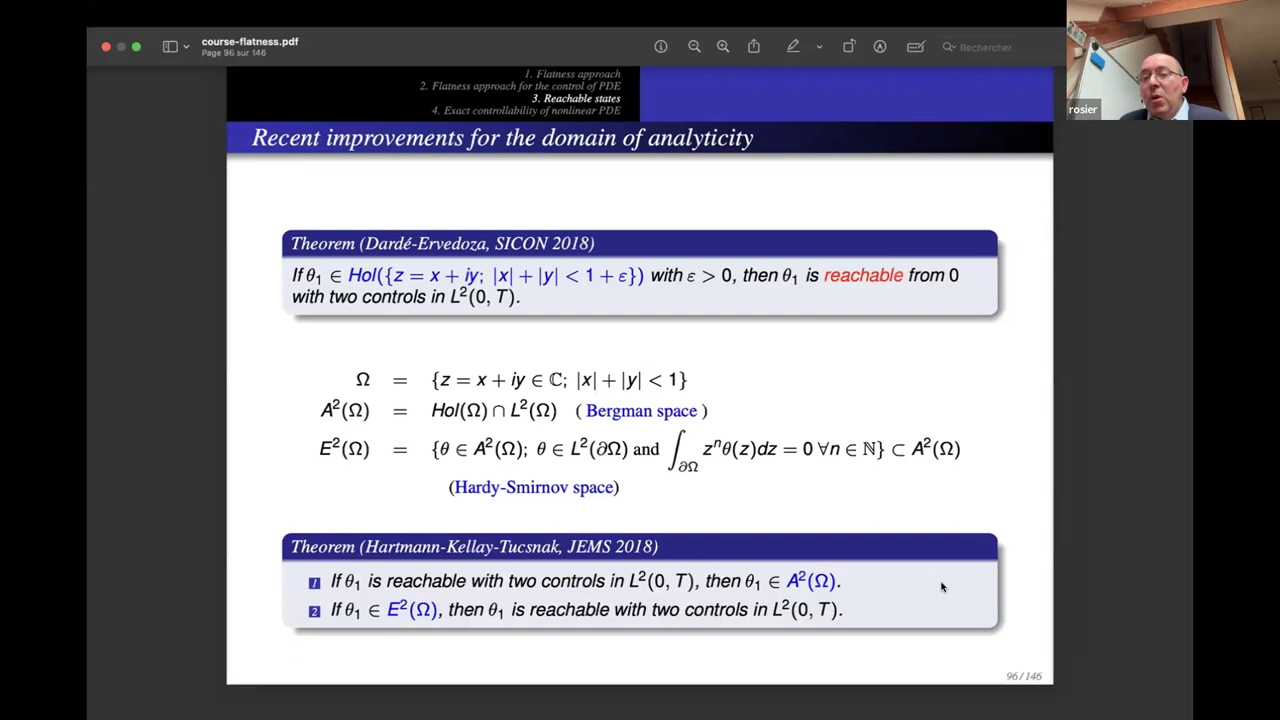 course-flatness.pdf
Page 96 sur 146
Rechercher
rosier
1. Flatness approach
2. Flatness approach for the control of PDE
3. Reachable states
4. Exact controllability of nonlinear PDE
Recent improvements for the domain of analyticity
Theorem (Dardé-Ervedoza, SICON 2018)
If θ₁ ∈ Hol({z = x + iy; |x| + |y| < 1 + ε}) with ε > 0, then θ₁ is reachable from 0
with two controls in L²(0, T).
Ω = {z = x + iy ∈ ℂ; |x| + |y| < 1}
A²(Ω) = Hol(Ω) ∩ L²(Ω) ( Bergman space )
E²(Ω) = {θ ∈ A²(Ω); θ ∈ L²(∂Ω) and ∫_∂Ω zⁿθ(z)dz = 0 ∀n ∈ ℕ} ⊂ A²(Ω)
(Hardy-Smirnov space)
Theorem (Hartmann-Kellay-Tucsnak, JEMS 2018)
1 If θ₁ is reachable with two controls in L²(0, T), then θ₁ ∈ A²(Ω).
2 If θ₁ ∈ E²(Ω), then θ₁ is reachable with two controls in L²(0, T).
96 / 146